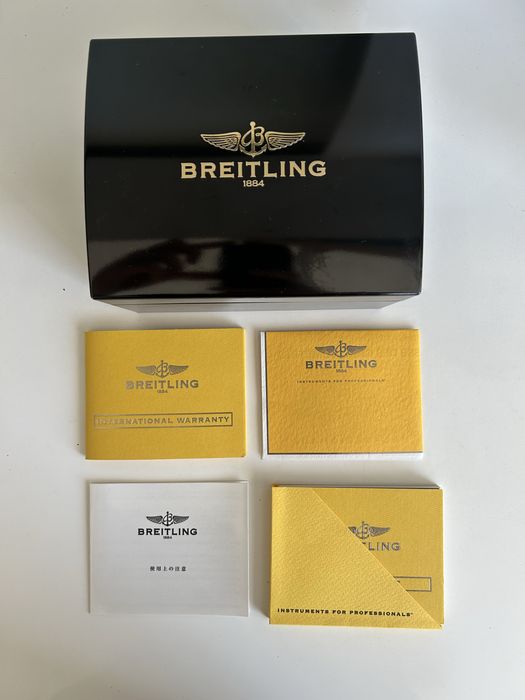 BREITLING
1884
BREITLING
1884
INTERNATIONAL WARRANTY
BREITLING
1884
INSTRUMENTS FOR PROFESSIONALS
BREITLING
1884
使用上の注意
TLING
INSTRUMENTS FOR PROFESSIONALS